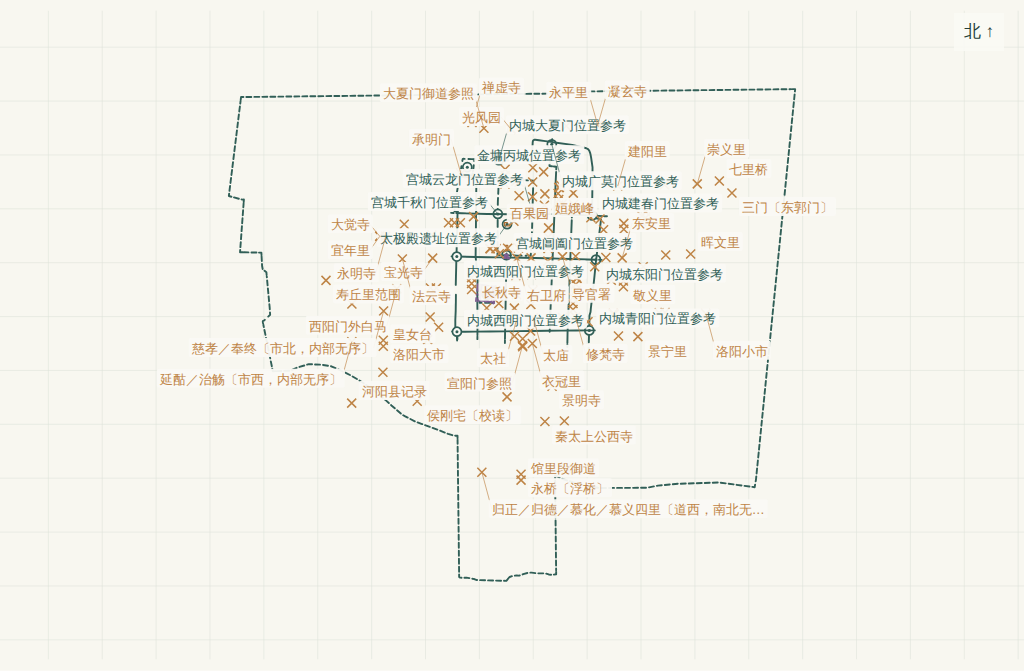 北 ↑
禅虚寺
大夏门御道参照
永平里
凝玄寺
光风园
内城大夏门位置参考
承明门
金墉丙城位置参考
建阳里
崇义里
七里桥
宫城云龙门位置参考
内城广莫门位置参考
宫城千秋门位置参考
内城建春门位置参考
三门〔东郭门〕
百果园
姮娥峰
大觉寺
东安里
太极殿遗址位置参考
宫城阊阖门位置参考
晖文里
宜年里
永明寺
宝光寺
内城西阳门位置参考
内城东阳门位置参考
寿丘里范围
法云寺
长秋寺
右卫府
导官署
敬义里
西阳门外白马
内城西明门位置参考
内城青阳门位置参考
皇女台
慈孝／奉终〔市北，内部无序〕
洛阳大市
太社
太庙
修梵寺
景宁里
洛阳小市
延酤／治觞〔市西，内部无序〕
宣阳门参照
衣冠里
河阳县记录
景明寺
侯刚宅〔校读〕
秦太上公西寺
馆里段御道
永桥〔浮桥〕
归正／归德／慕化／慕义四里〔道西，南北无…